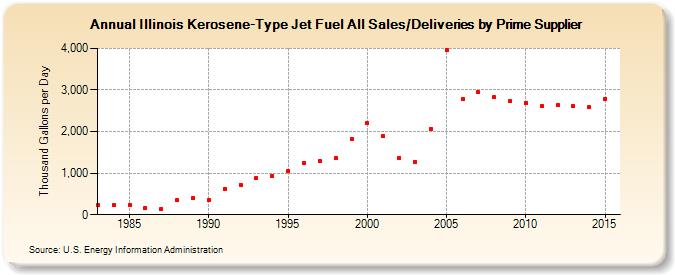 Annual Illinois Kerosene-Type Jet Fuel All Sales/Deliveries by Prime Supplier
Thousand Gallons per Day
4,000
3,000
2,000
1,000
0
1985 1990 1995 2000 2005 2010 2015
Source: U.S. Energy Information Administration